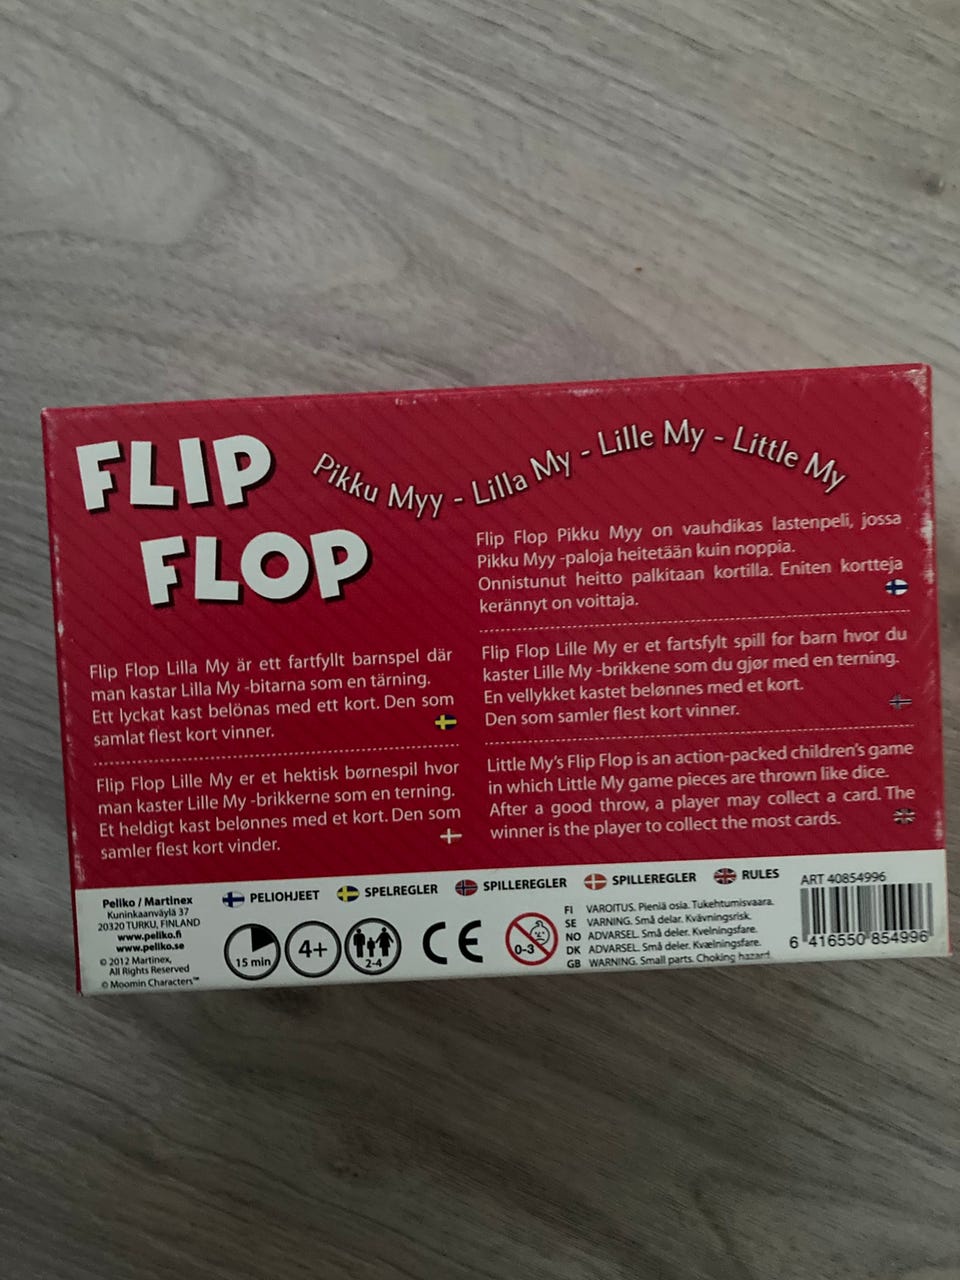 FLIP
FLOP
Pikku Myy - Lilla My - Lille My - Little My
Flip Flop Pikku Myy on vauhdikas lastenpeli, jossa
Pikku Myy -paloja heitetään kuin noppia.
Onnistunut heitto palkitaan kortilla. Eniten kortteja
kerännyt on voittaja.
Flip Flop Lille My er et fartsfylt spill for barn hvor du
kaster Lille My -brikkene som du gjør med en terning.
En vellykket kastet belønnes med et kort.
Den som samler flest kort vinner.
Little My's Flip Flop is an action-packed children's game
in which Little My game pieces are thrown like dice.
After a good throw, a player may collect a card. The
winner is the player to collect the most cards.
Flip Flop Lilla My är ett fartfyllt barnspel där
man kastar Lilla My -bitarna som en tärning.
Ett lyckat kast belönas med ett kort. Den som
samlat flest kort vinner.
Flip Flop Lille My er et hektisk børnespil hvor
man kaster Lille My -brikkerne som en terning.
Et heldigt kast belønnes med et kort. Den som
samler flest kort vinder.
Peliko / Martinex
Kuninkaanväylä 37
20320 TURKU, FINLAND
www.peliko.fi
www.peliko.se
© 2012 Martinex,
All Rights Reserved
© Moomin Characters™
PELIOHJEET SPELREGLER SPILLEREGLER SPILLEREGLER RULES
15 min
4+
2-4
CE
0-3
FI VAROITUS. Pieniä osia. Tukehtumisvaara.
SE VARNING. Små delar. Kvävningsrisk.
NO ADVARSEL. Små deler. Kvelningsfare.
DK ADVARSEL. Små deler. Kvælningsfare.
GB WARNING. Small parts. Choking hazard.
ART 40854996
6 416550 854996